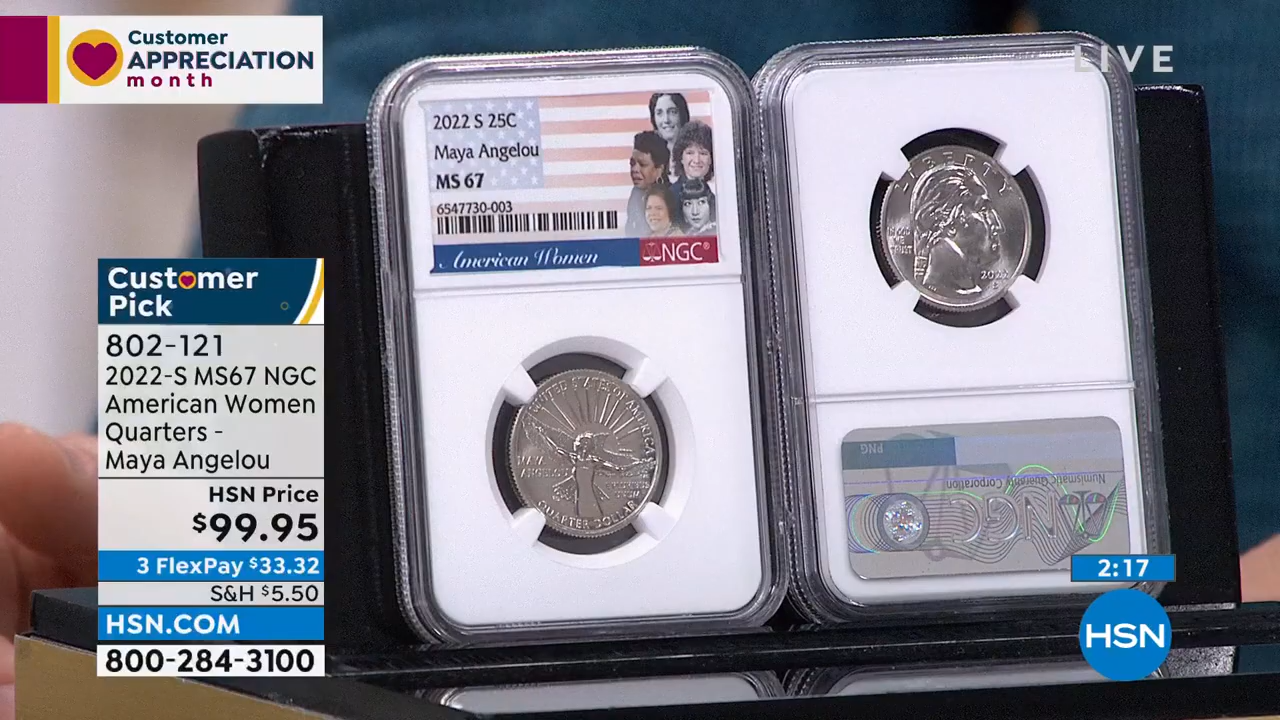 Customer
APPRECIATION
month
LIVE
2022 S 25C
Maya Angelou
MS 67
6547730-003
American Women
NGC®
LIBERTY
IN GOD
WE
TRUST
2022
UNITED STATES OF AMERICA
MAYA
ANGELOU
QUARTER DOLLAR
PNG
Numismatic Guaranty Corporation
NGC
Customer
Pick
802-121
2022-S MS67 NGC
American Women
Quarters -
Maya Angelou
HSN Price
$99.95
3 FlexPay $33.32
S&H $5.50
HSN.COM
800-284-3100
2:17
HSN